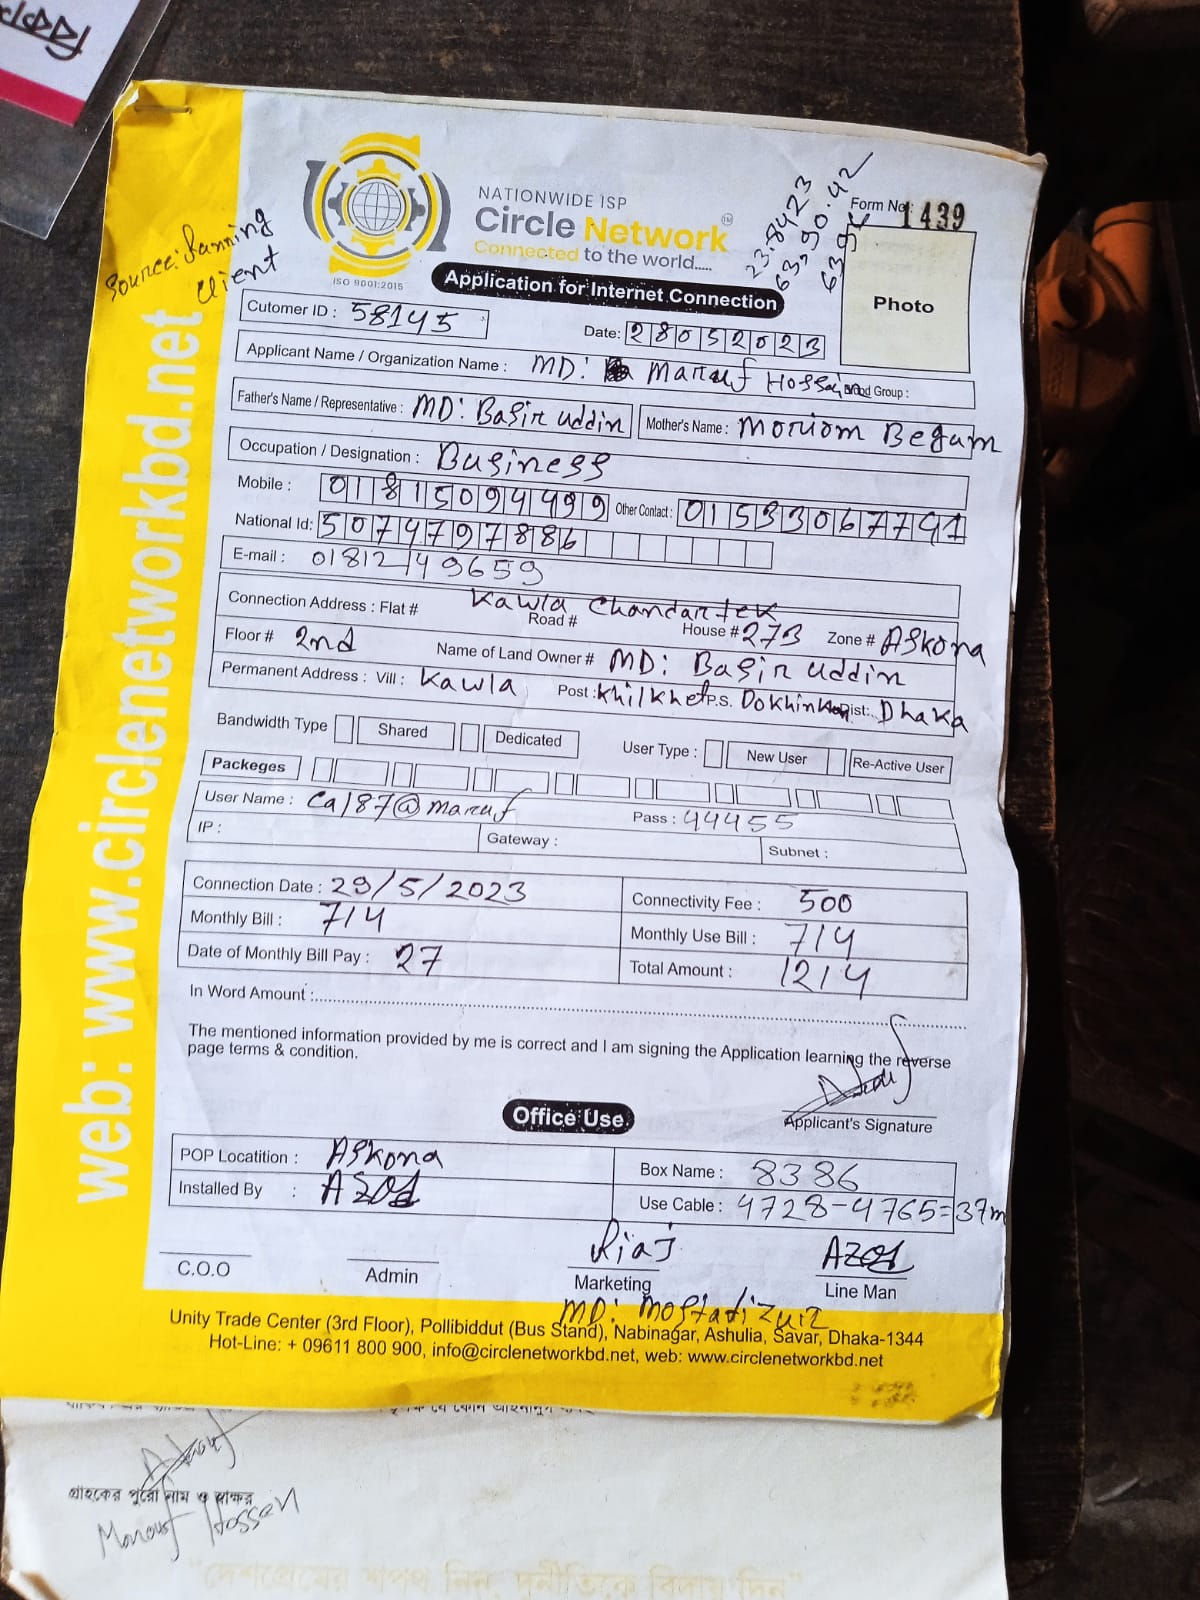 Source: Running
client
NATIONWIDE ISP
Circle Network
Connected to the world.....
ISO 9001:2015
23.8423
63,90.42
Form No: 1439
Photo
Application for Internet Connection
Cutomer ID : 58145
Date: 28052023
Applicant Name / Organization Name : MD: Maruf Hossain Blood Group :
Father's Name / Representative : MD: Basir uddin Mother's Name : Moriom Begum
Occupation / Designation : Business
Mobile : 01815094499 Other Contact : 01533067791
National Id: 5074797886
E-mail : 01812149659
Connection Address : Flat # Kawla Chandartek Road # House # 273 Zone # Askona
Floor # 2nd Name of Land Owner # MD: Basir uddin
Permanent Address : Vill : Kawla Post : Khilkhet P.S. Dokhinkhan Dist: Dhaka
Bandwidth Type Shared Dedicated User Type : New User Re-Active User
Packeges
User Name : Ca187@maruf Pass : 44455
IP : Gateway : Subnet :
Connection Date : 29/5/2023 Connectivity Fee : 500
Monthly Bill : 714 Monthly Use Bill : 714
Date of Monthly Bill Pay : 27 Total Amount : 1214
In Word Amount :
The mentioned information provided by me is correct and I am signing the Application learning the reverse
page terms & condition.
Applicant's Signature
Office Use
POP Locatition : Askona Box Name : 8386
Installed By : Use Cable : 4728-4765=37m
Riaj
C.O.O Admin Marketing Line Man
MD: Mostafizur
Unity Trade Center (3rd Floor), Pollibiddut (Bus Stand), Nabinagar, Ashulia, Savar, Dhaka-1344
Hot-Line: + 09611 800 900, info@circlenetworkbd.net, web: www.circlenetworkbd.net
web: www.circlenetworkbd.net
গ্রাহকের পুরো নাম ও স্বাক্ষর
Marouf Hossen
"দেশপ্রেমের শপথ নিন, দুর্নীতিকে বিদায় দিন"